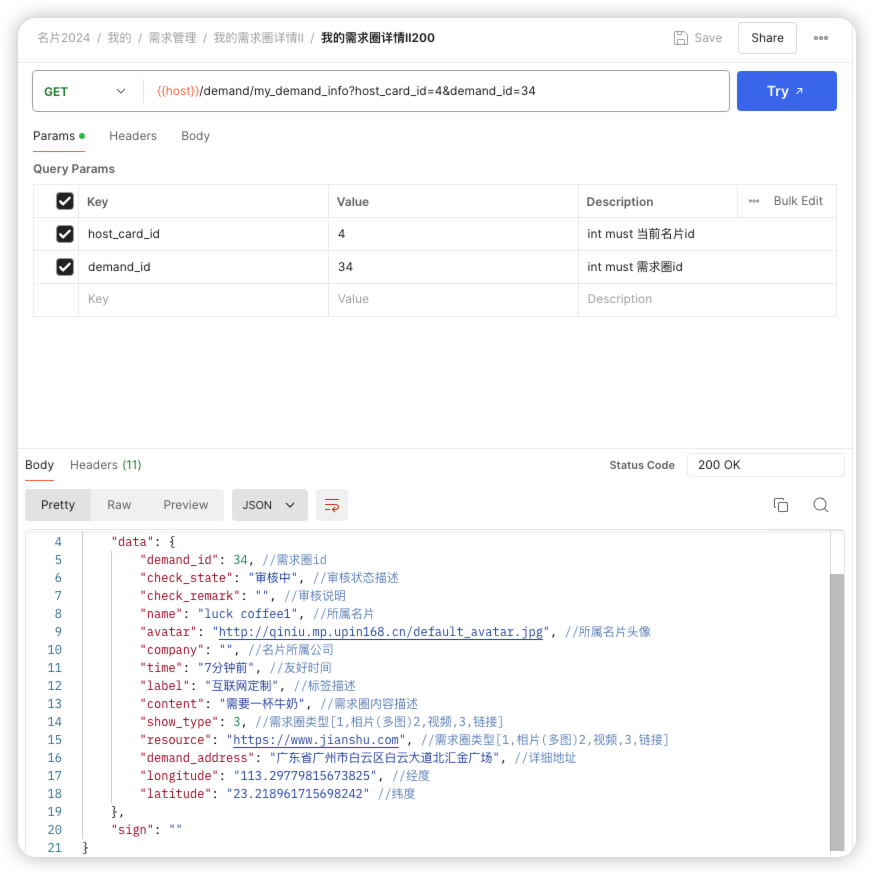 名片2024 / 我的 / 需求管理 / 我的需求圈详情II / 我的需求圈详情II200
Save Share
GET {{host}}/demand/my_demand_info?host_card_id=4&demand_id=34 Try ↗
Params Headers Body
Query Params
Key Value Description Bulk Edit
host_card_id 4 int must 当前名片id
demand_id 34 int must 需求圈id
Key Value Description
Body Headers (11) Status Code 200 OK
Pretty Raw Preview JSON
4 "data": {
5 "demand_id": 34, //需求圈id
6 "check_state": "审核中", //审核状态描述
7 "check_remark": "", //审核说明
8 "name": "luck coffee1", //所属名片
9 "avatar": "http://qiniu.mp.upin168.cn/default_avatar.jpg", //所属名片头像
10 "company": "", //名片所属公司
11 "time": "7分钟前", //友好时间
12 "label": "互联网定制", //标签描述
13 "content": "需要一杯牛奶", //需求圈内容描述
14 "show_type": 3, //需求圈类型[1,相片(多图)2,视频,3,链接]
15 "resource": "https://www.jianshu.com", //需求圈类型[1,相片(多图)2,视频,3,链接]
16 "demand_address": "广东省广州市白云区白云大道北汇金广场", //详细地址
17 "longitude": "113.29779815673825", //经度
18 "latitude": "23.218961715698242" //纬度
19 },
20 "sign": ""
21 }